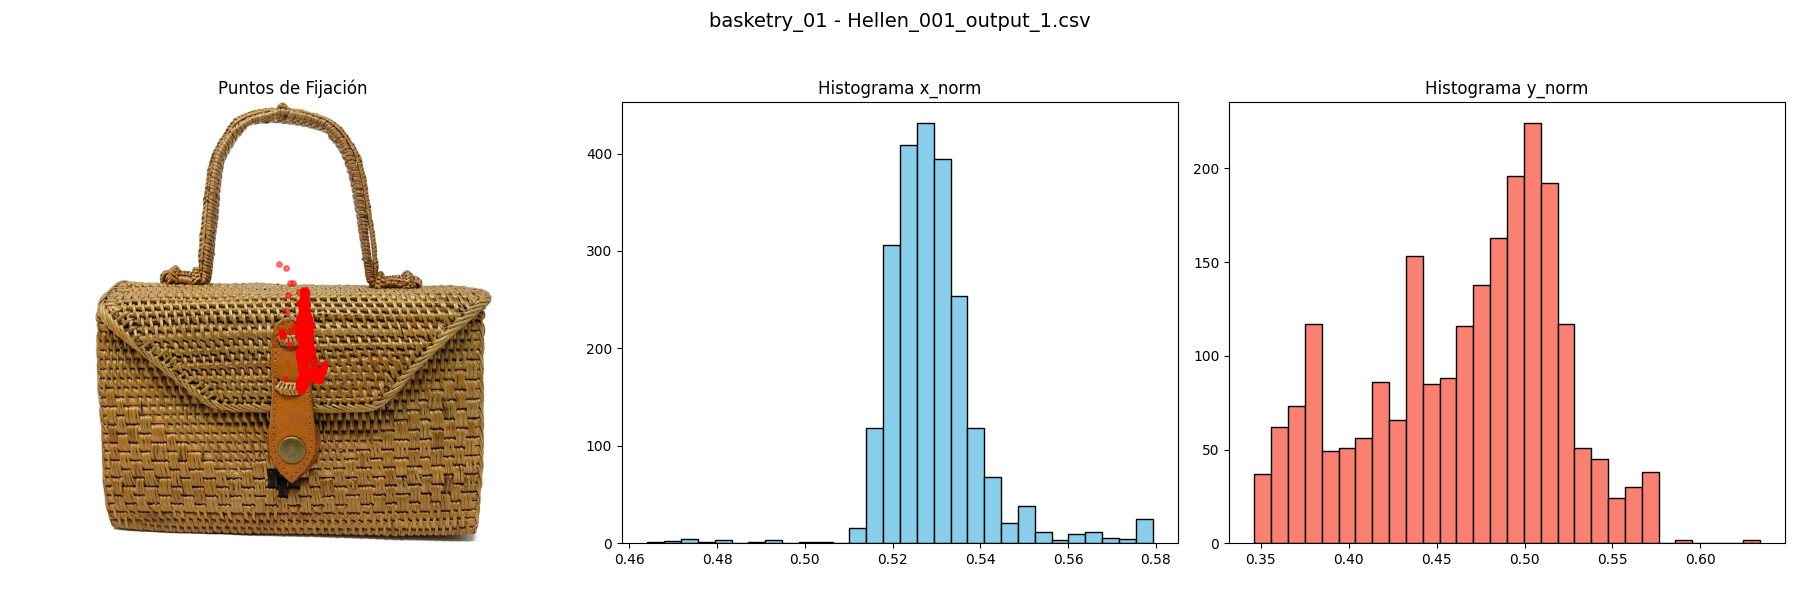 basketry_01 - Hellen_001_output_1.csv
Puntos de Fijación
Histograma x_norm
400
300
200
100
0
0.46 0.48 0.50 0.52 0.54 0.56 0.58
Histograma y_norm
200
150
100
50
0
0.35 0.40 0.45 0.50 0.55 0.60